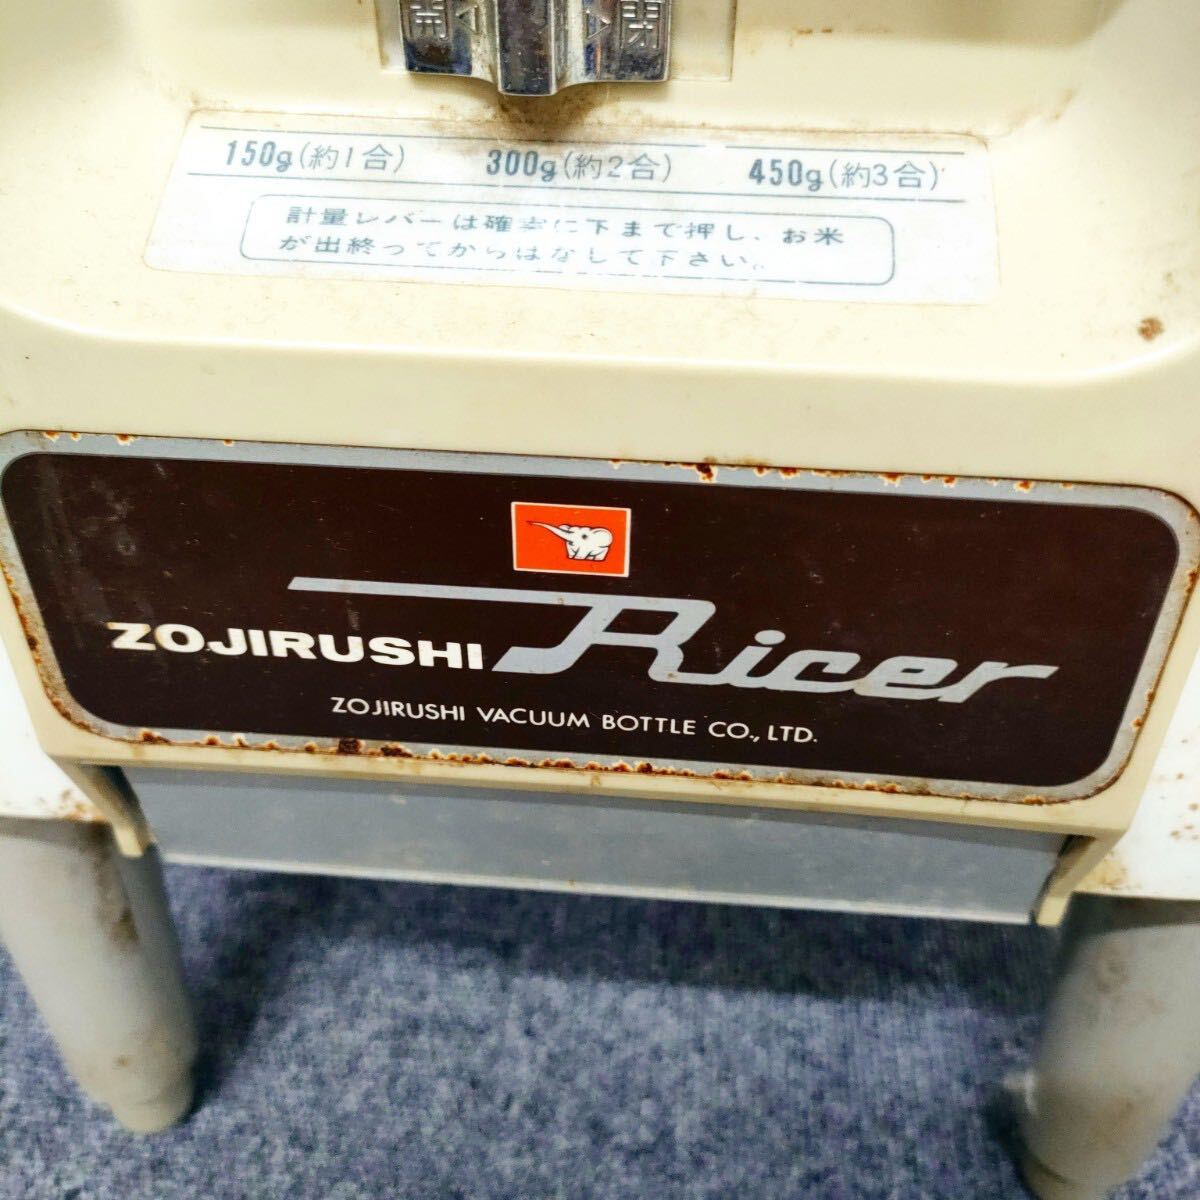 開 △ △ 閉
150g(約1合) 300g(約2合) 450g(約3合)
計量レバーは確実に下まで押し、お米
が出終ってからはなして下さい。
ZOJIRUSHI Ricer
ZOJIRUSHI VACUUM BOTTLE CO., LTD.